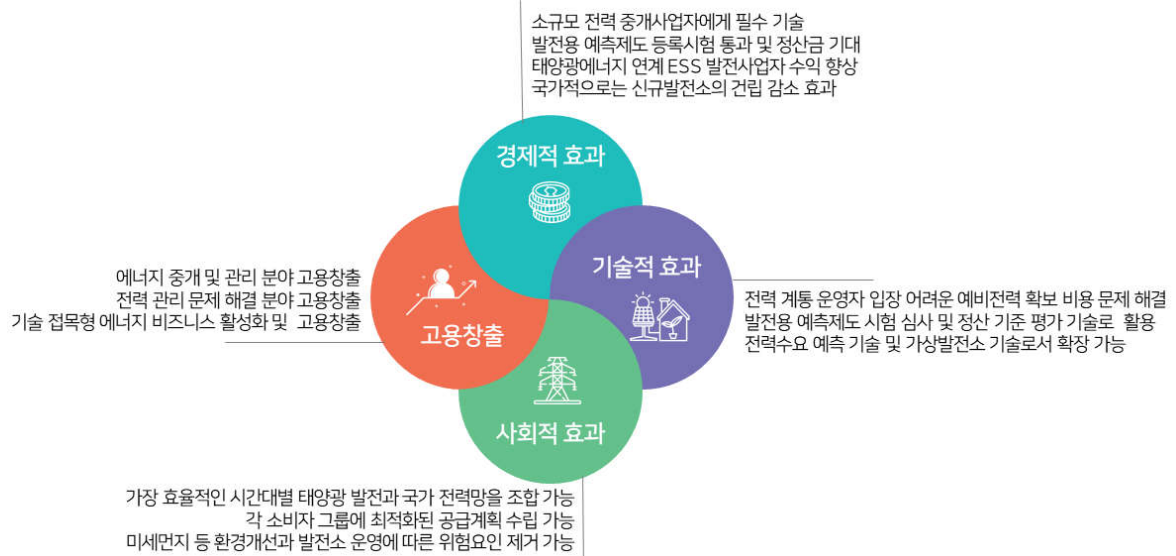 소규모 전력 중개사업자에게 필수 기술
발전용 예측제도 등록시험 통과 및 정산금 기대
태양광에너지 연계 ESS 발전사업자 수익 향상
국가적으로는 신규발전소의 건립 감소 효과
경제적 효과
기술적 효과
전력 계통 운영자 입장 어려운 예비전력 확보 비용 문제 해결
발전용 예측제도 시험 심사 및 정산 기준 평가 기술로 활용
전력수요 예측 기술 및 가상발전소 기술로서 확장 가능
에너지 중개 및 관리 분야 고용창출
전력 관리 문제 해결 분야 고용창출
기술 접목형 에너지 비즈니스 활성화 및 고용창출
고용창출
사회적 효과
가장 효율적인 시간대별 태양광 발전과 국가 전력망을 조합 가능
각 소비자 그룹에 최적화된 공급계획 수립 가능
미세먼지 등 환경개선과 발전소 운영에 따른 위험요인 제거 가능